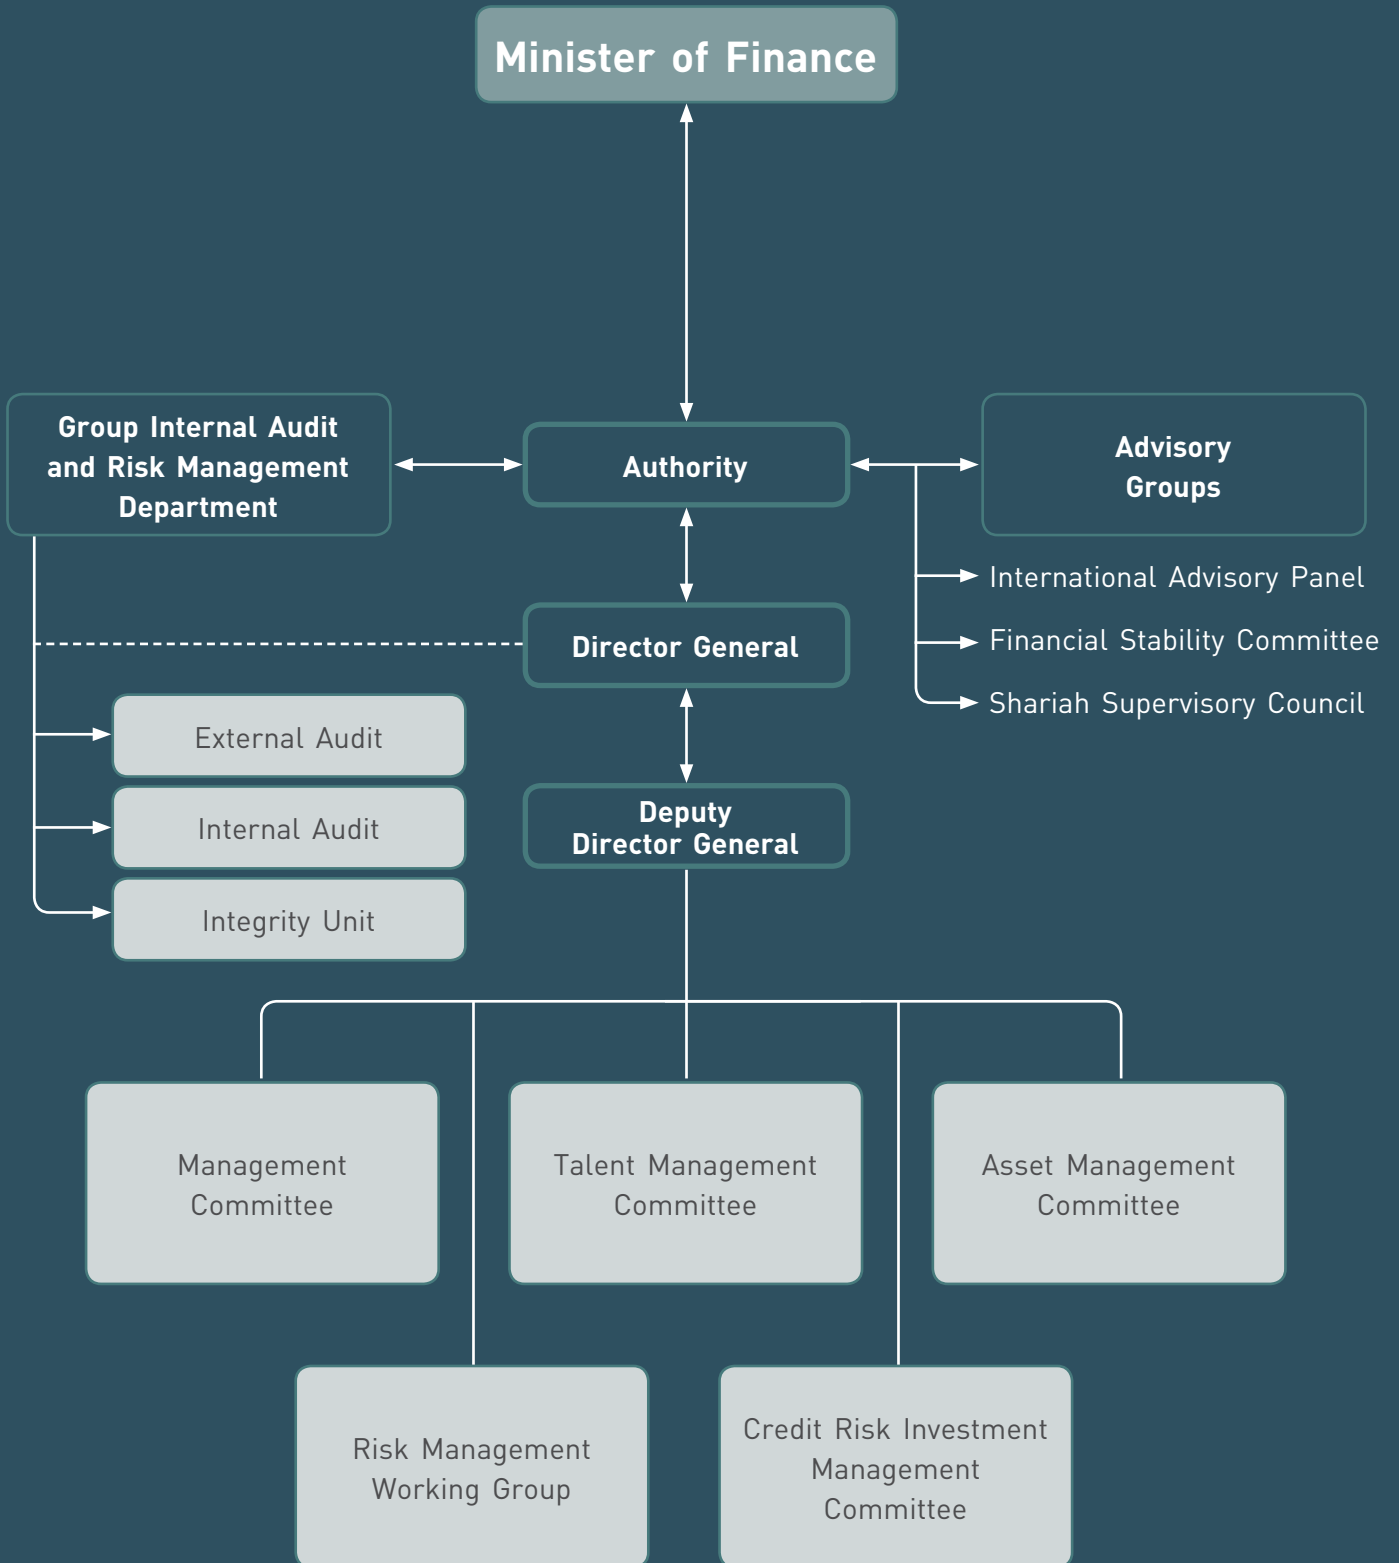 Minister of Finance
Group Internal Audit
and Risk Management
Department
Authority
Advisory
Groups
International Advisory Panel
Financial Stability Committee
Shariah Supervisory Council
Director General
External Audit
Internal Audit
Integrity Unit
Deputy
Director General
Management
Committee
Talent Management
Committee
Asset Management
Committee
Risk Management
Working Group
Credit Risk Investment
Management
Committee